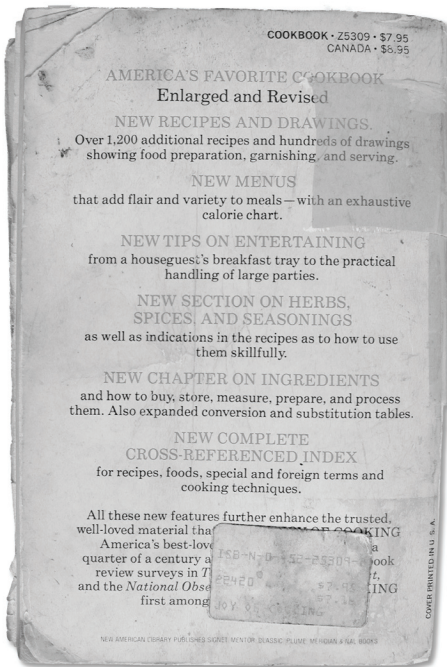 COOKBOOK • Z5309 • $7.95
CANADA • $8.95
AMERICA'S FAVORITE COOKBOOK
Enlarged and Revised
NEW RECIPES AND DRAWINGS.
Over 1,200 additional recipes and hundreds of drawings
showing food preparation, garnishing, and serving.
NEW MENUS
that add flair and variety to meals—with an exhaustive
calorie chart.
NEW TIPS ON ENTERTAINING
from a houseguest's breakfast tray to the practical
handling of large parties.
NEW SECTION ON HERBS,
SPICES, AND SEASONINGS
as well as indications in the recipes as to how to use
them skillfully.
NEW CHAPTER ON INGREDIENTS
and how to buy, store, measure, prepare, and process
them. Also expanded conversion and substitution tables.
NEW COMPLETE
CROSS-REFERENCED INDEX
for recipes, foods, special and foreign terms and
cooking techniques.
All these new features further enhance the trusted,
well-loved material OF COOKING
America's a
quarter of a century
review surveys in
and the National
first among
NEW AMERICAN LIBRARY PUBLISHES SIGNET, MENTOR, CLASSIC, PLUME, MERIDIAN & NAL BOOKS
COVER PRINTED IN U.S.A.